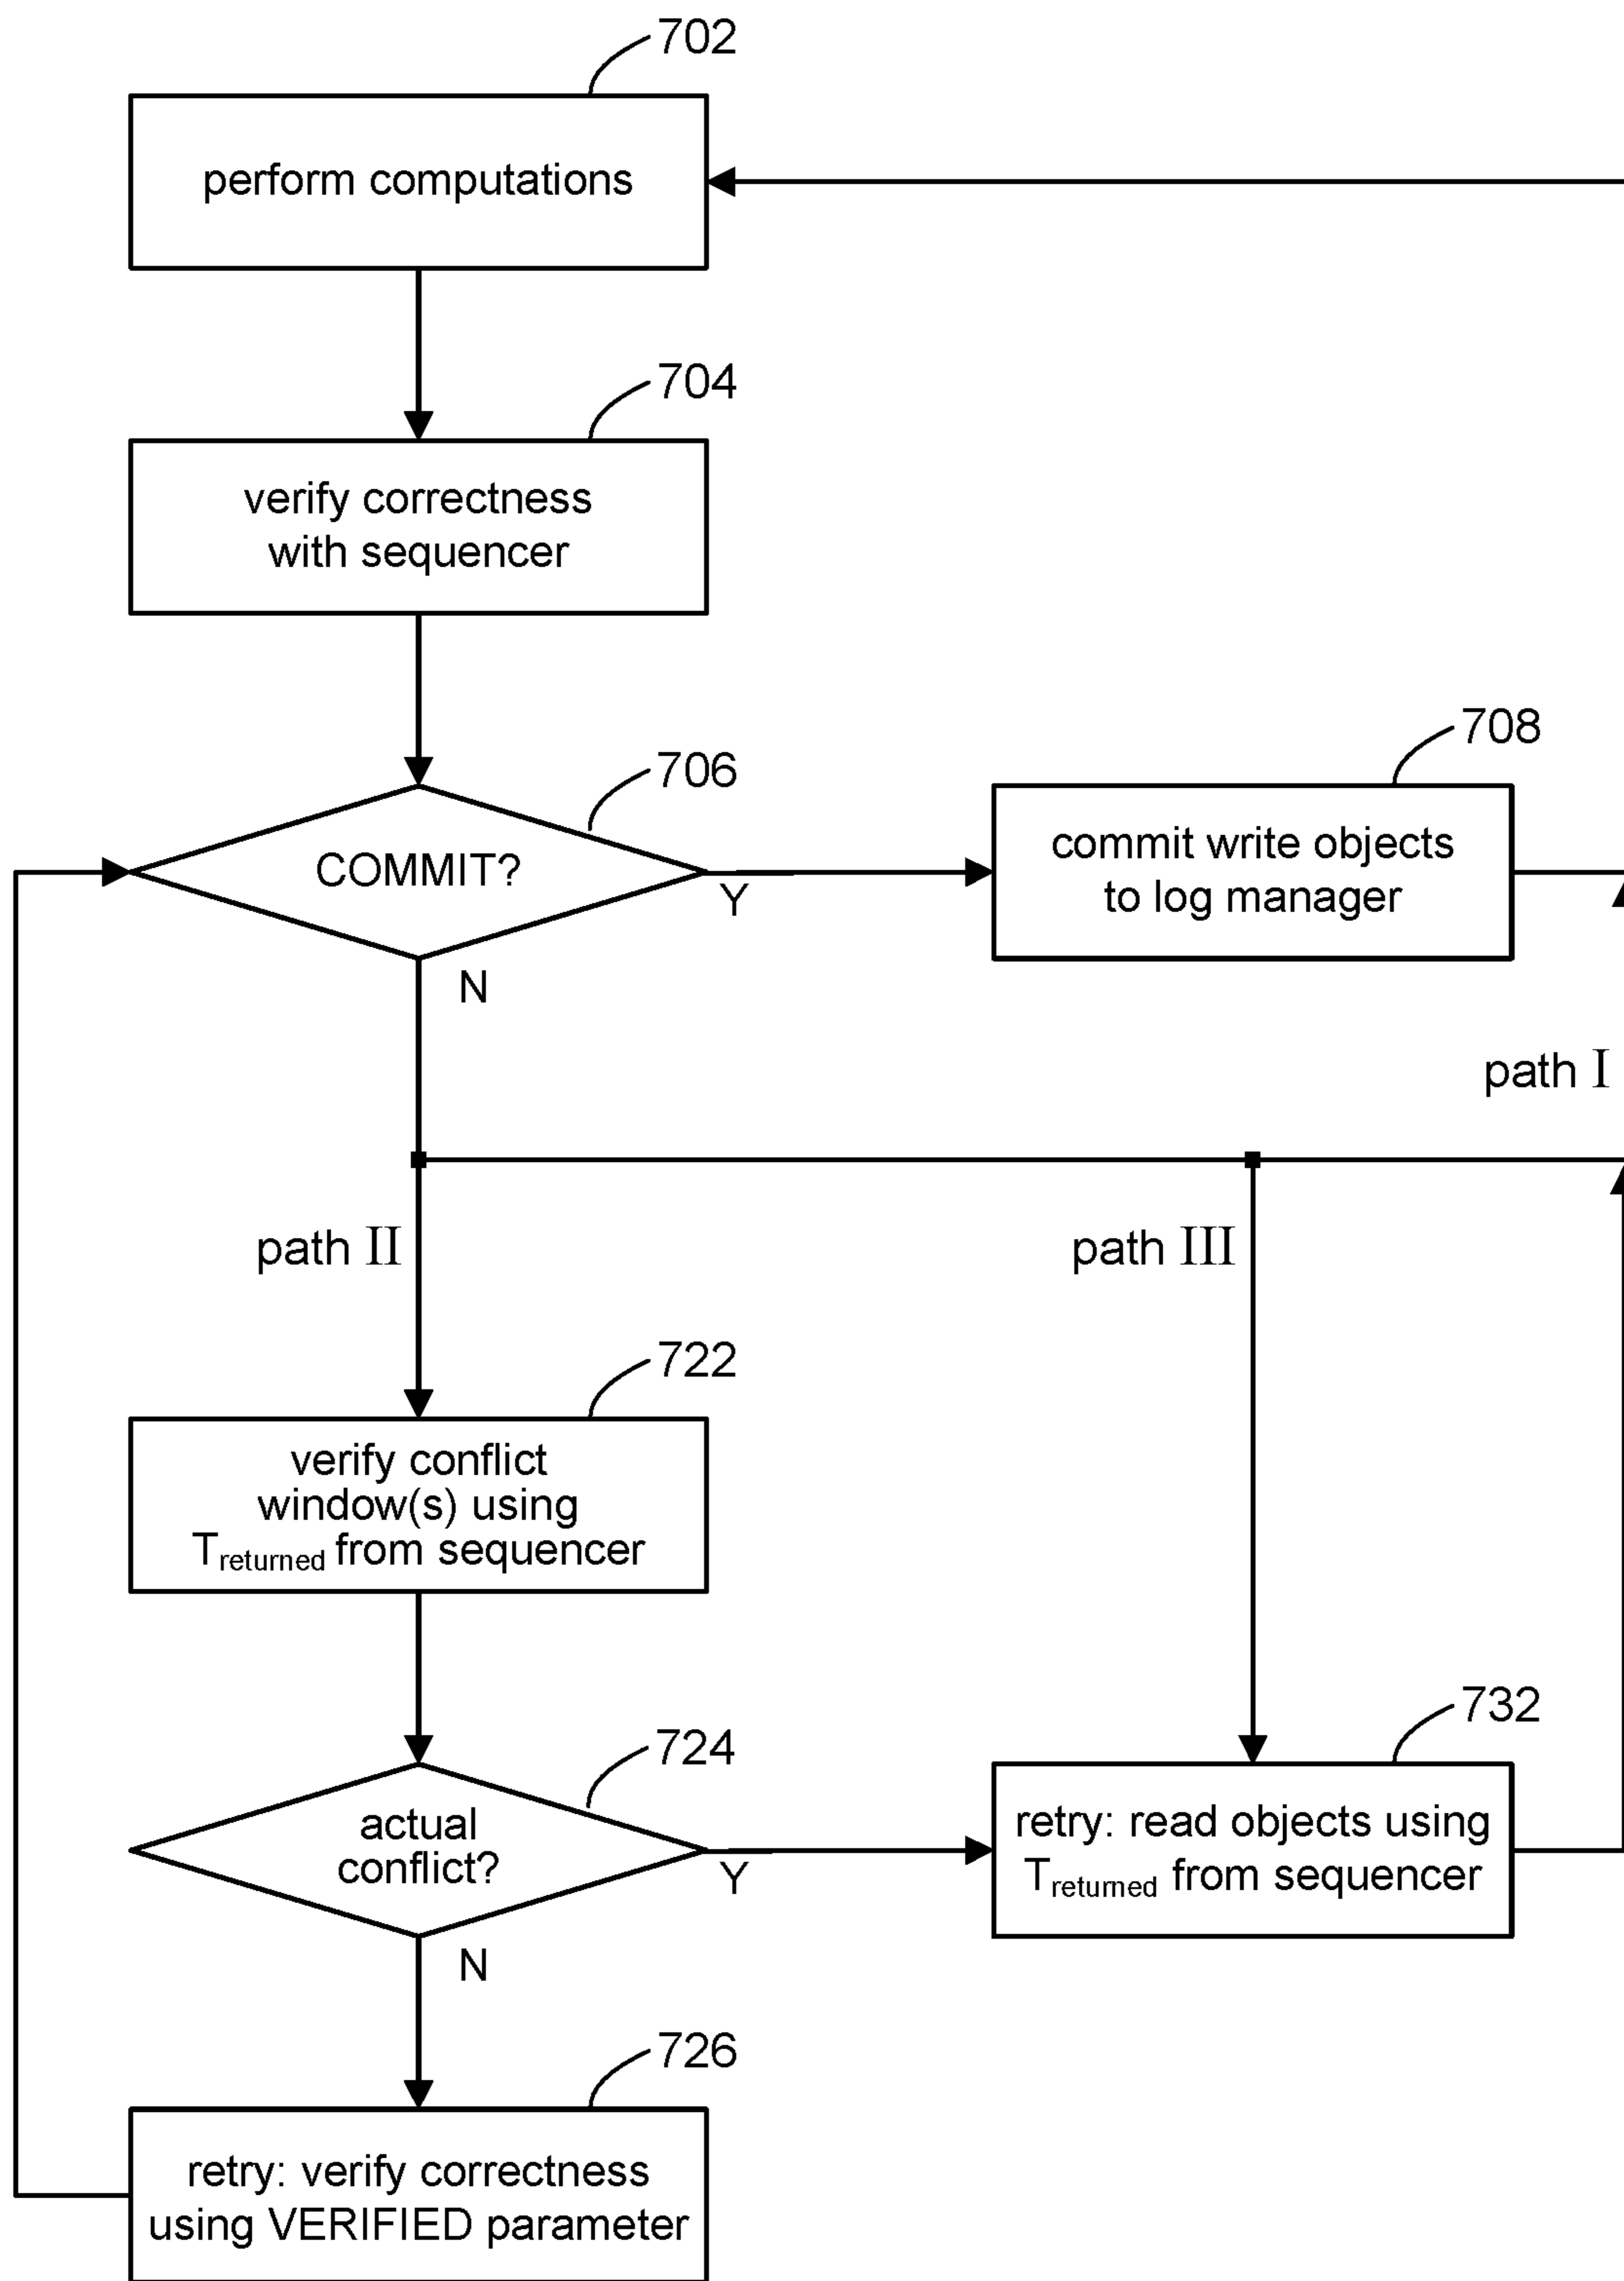 702
perform computations
704
verify correctness
with sequencer
706
COMMIT?
Y
N
708
commit write objects
to log manager
path I
path II
path III
722
verify conflict
window(s) using
Treturned from sequencer
724
actual
conflict?
Y
N
732
retry: read objects using
Treturned from sequencer
726
retry: verify correctness
using VERIFIED parameter